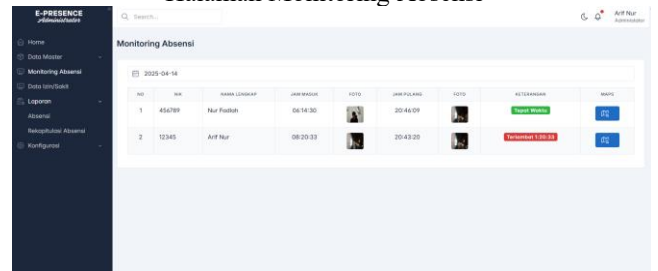 Halaman Monitoring Absensi
E-PRESENCE
Administrator
Search...
Arif Nur
Administrator
Home
Data Master
Monitoring Absensi
Data Izin/Sakit
Laporan
Absensi
Rekapitulasi Absensi
Konfigurasi
Monitoring Absensi
2025-04-14
NO NIK NAMA LENGKAP JAM MASUK FOTO JAM PULANG FOTO KETERANGAN MAPS
1 456789 Nur Fadlah 06:14:30 20:46:09 Tepat Waktu
2 12345 Arif Nur 08:20:33 20:43:20 Terlambat 1:20:33